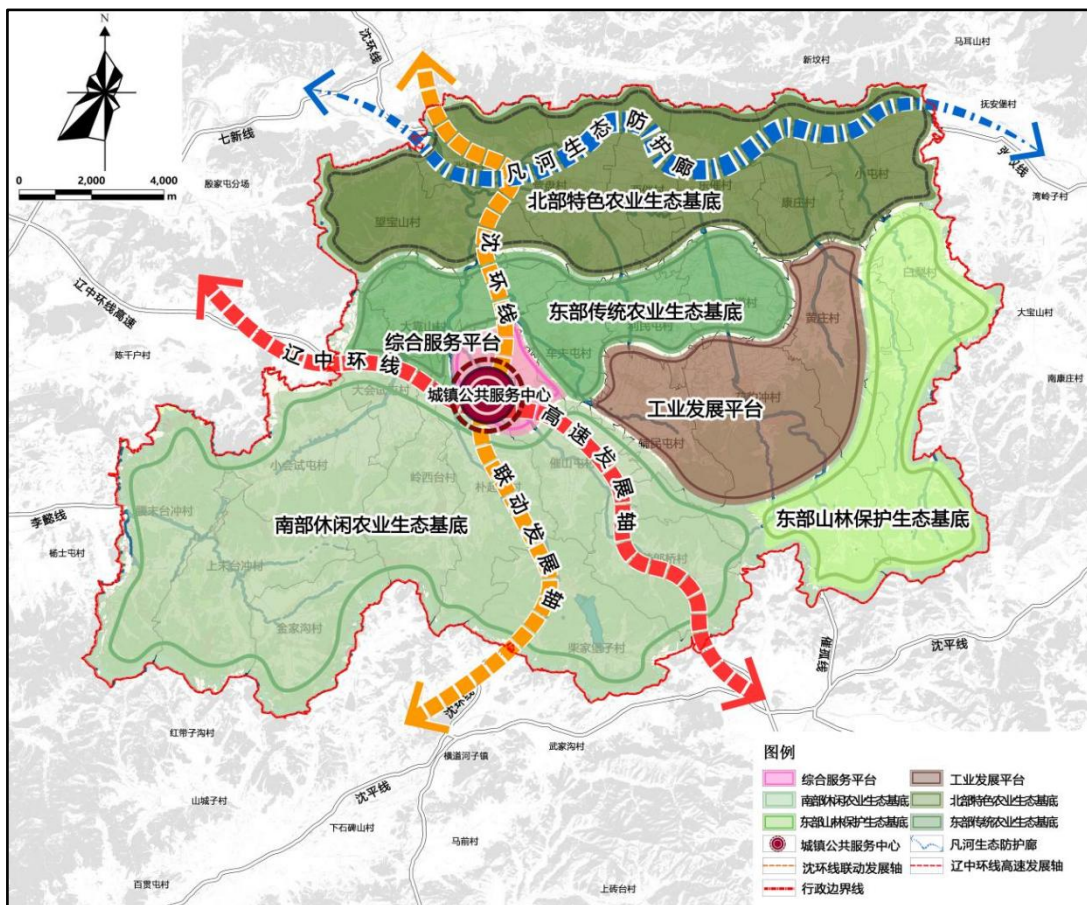 N
0
2,000
4,000
m
沈环线
七新线
殷家屯分场
新坟村
马耳山村
抚安堡村
湾岭子村
凡河生态防护廊
小屯村
康庄村
望宝山村
北部特色农业生态基底
沈环线
辽中环线高速
陈千户村
大宝山村
南康庄村
东部传统农业生态基底
黄庄村
综合服务平台
辽中环线
城镇公共服务中心
高速发展轴
工业发展平台
催山屯村
小会试屯村
岭西台村
李懿线
杨士屯村
南部休闲农业生态基底
联动发展轴
东部山林保护生态基底
上末台冲村
金家沟村
柴家堡子村
催孤线
沈平线
沈环线
红带子沟村
横道河子镇
武家沟村
山城子村
沈平线
下石碑山村
马前村
百贯屯村
上砖台村
图例
综合服务平台
工业发展平台
南部休闲农业生态基底
北部特色农业生态基底
东部山林保护生态基底
东部传统农业生态基底
城镇公共服务中心
凡河生态防护廊
沈环线联动发展轴
辽中环线高速发展轴
行政边界线